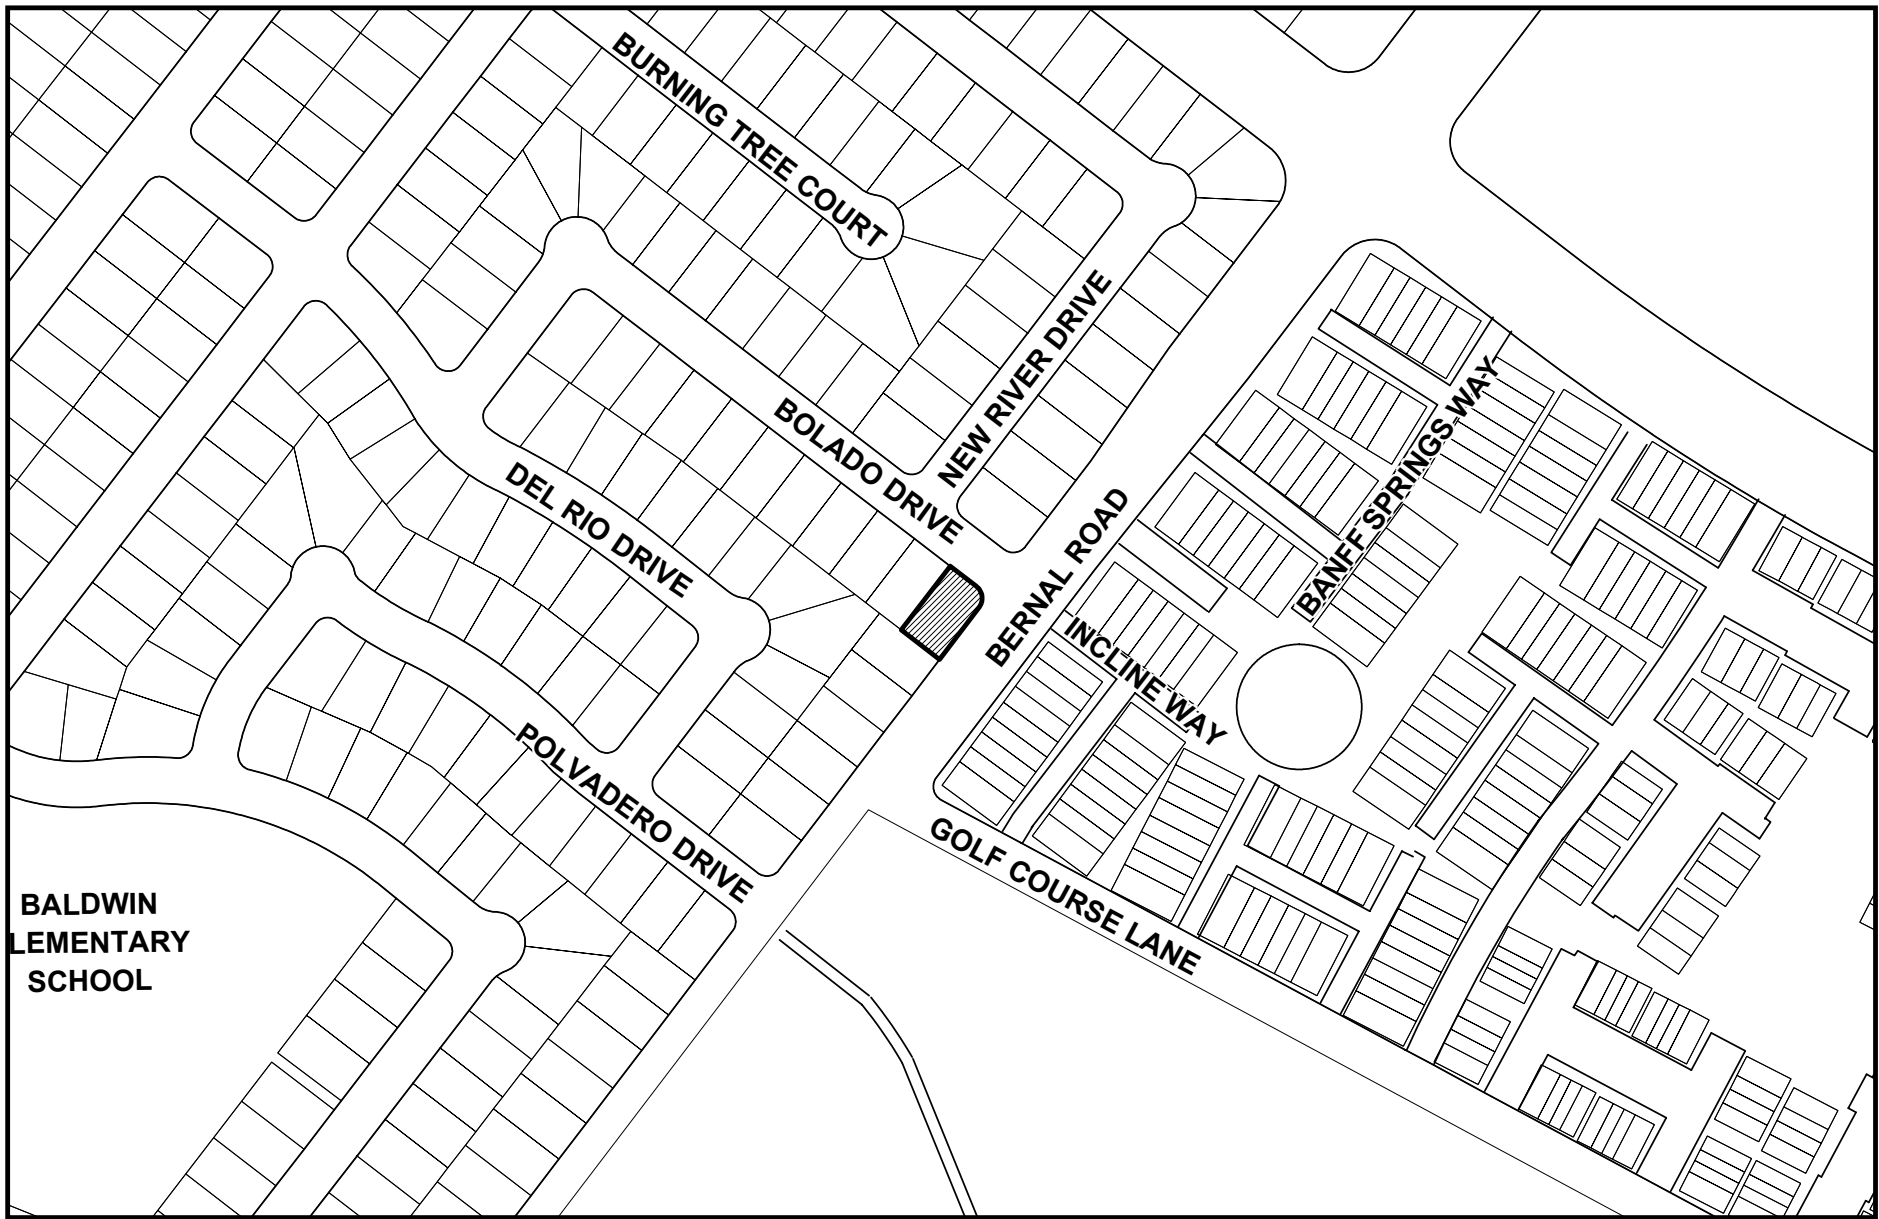 BURNING TREE COURT
NEW RIVER DRIVE
BOLADO DRIVE
BANFF SPRINGS WAY
DEL RIO DRIVE
BERNAL ROAD
INCLINE WAY
POLVADERO DRIVE
GOLF COURSE LANE
BALDWIN
LEMENTARY
SCHOOL